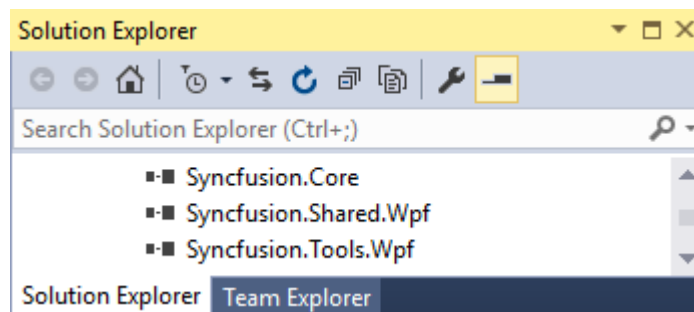 Solution Explorer
Search Solution Explorer (Ctrl+;)
Syncfusion.Core
Syncfusion.Shared.Wpf
Syncfusion.Tools.Wpf
Solution Explorer Team Explorer